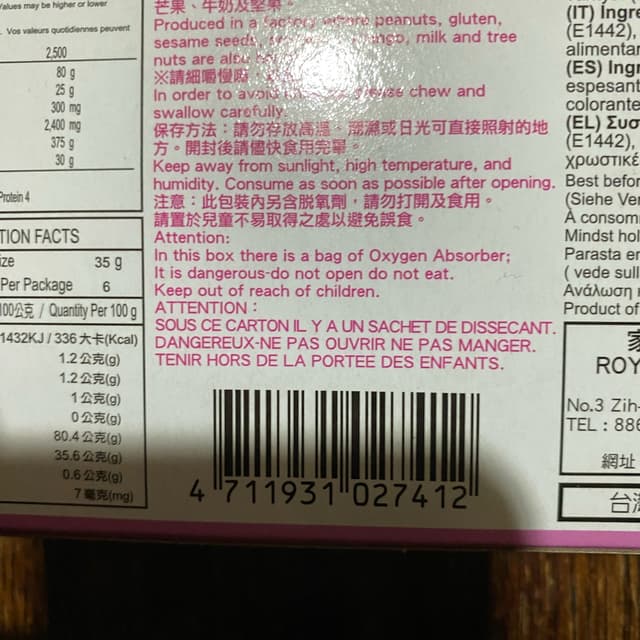 Values may be higher or lower
Vos valeurs quotidiennes peuvent
2,500
80 g
25 g
300 mg
2,400 mg
375 g
30 g
Protein 4
TION FACTS
ize 35 g
Per Package 6
100公克 / Quantity Per 100 g
1432KJ / 336 大卡(Kcal)
1.2 公克(g)
1.2 公克(g)
1 公克(g)
0 公克(g)
80.4 公克(g)
35.6 公克(g)
0.6 公克(g)
7 毫克(mg)
芒果、牛奶及堅果。
Produced in a factory where peanuts, gluten,
sesame seeds, mango, milk and tree
nuts are also
※請細嚼慢
In order to avoid please chew and
swallow carefully.
保存方法：請勿存放高溫、潮濕或日光可直接照射的地
方。開封後請儘快食用完畢。
Keep away from sunlight, high temperature, and
humidity. Consume as soon as possible after opening.
注意：此包裝內另含脫氧劑，請勿打開及食用。
請置於兒童不易取得之處以避免誤食。
Attention:
In this box there is a bag of Oxygen Absorber;
It is dangerous-do not open do not eat.
Keep out of reach of children.
ATTENTION：
SOUS CE CARTON IL Y A UN SACHET DE DISSECANT.
DANGEREUX-NE PAS OUVRIR NE PAS MANGER.
TENIR HORS DE LA PORTEE DES ENFANTS.
4 711931 027412
(IT) Ingre
(E1442),
alimentar
(ES) Ingr
espesant
colorante
(EL) Συσ
(E1442),
χρωστικέ
Best befor
(Siehe Ver
À consom
Mindst hol
Parasta er
( vede sull
Ανάλωση
Product of
家
ROY
No.3 Zih-
TEL : 886
網址
台灣